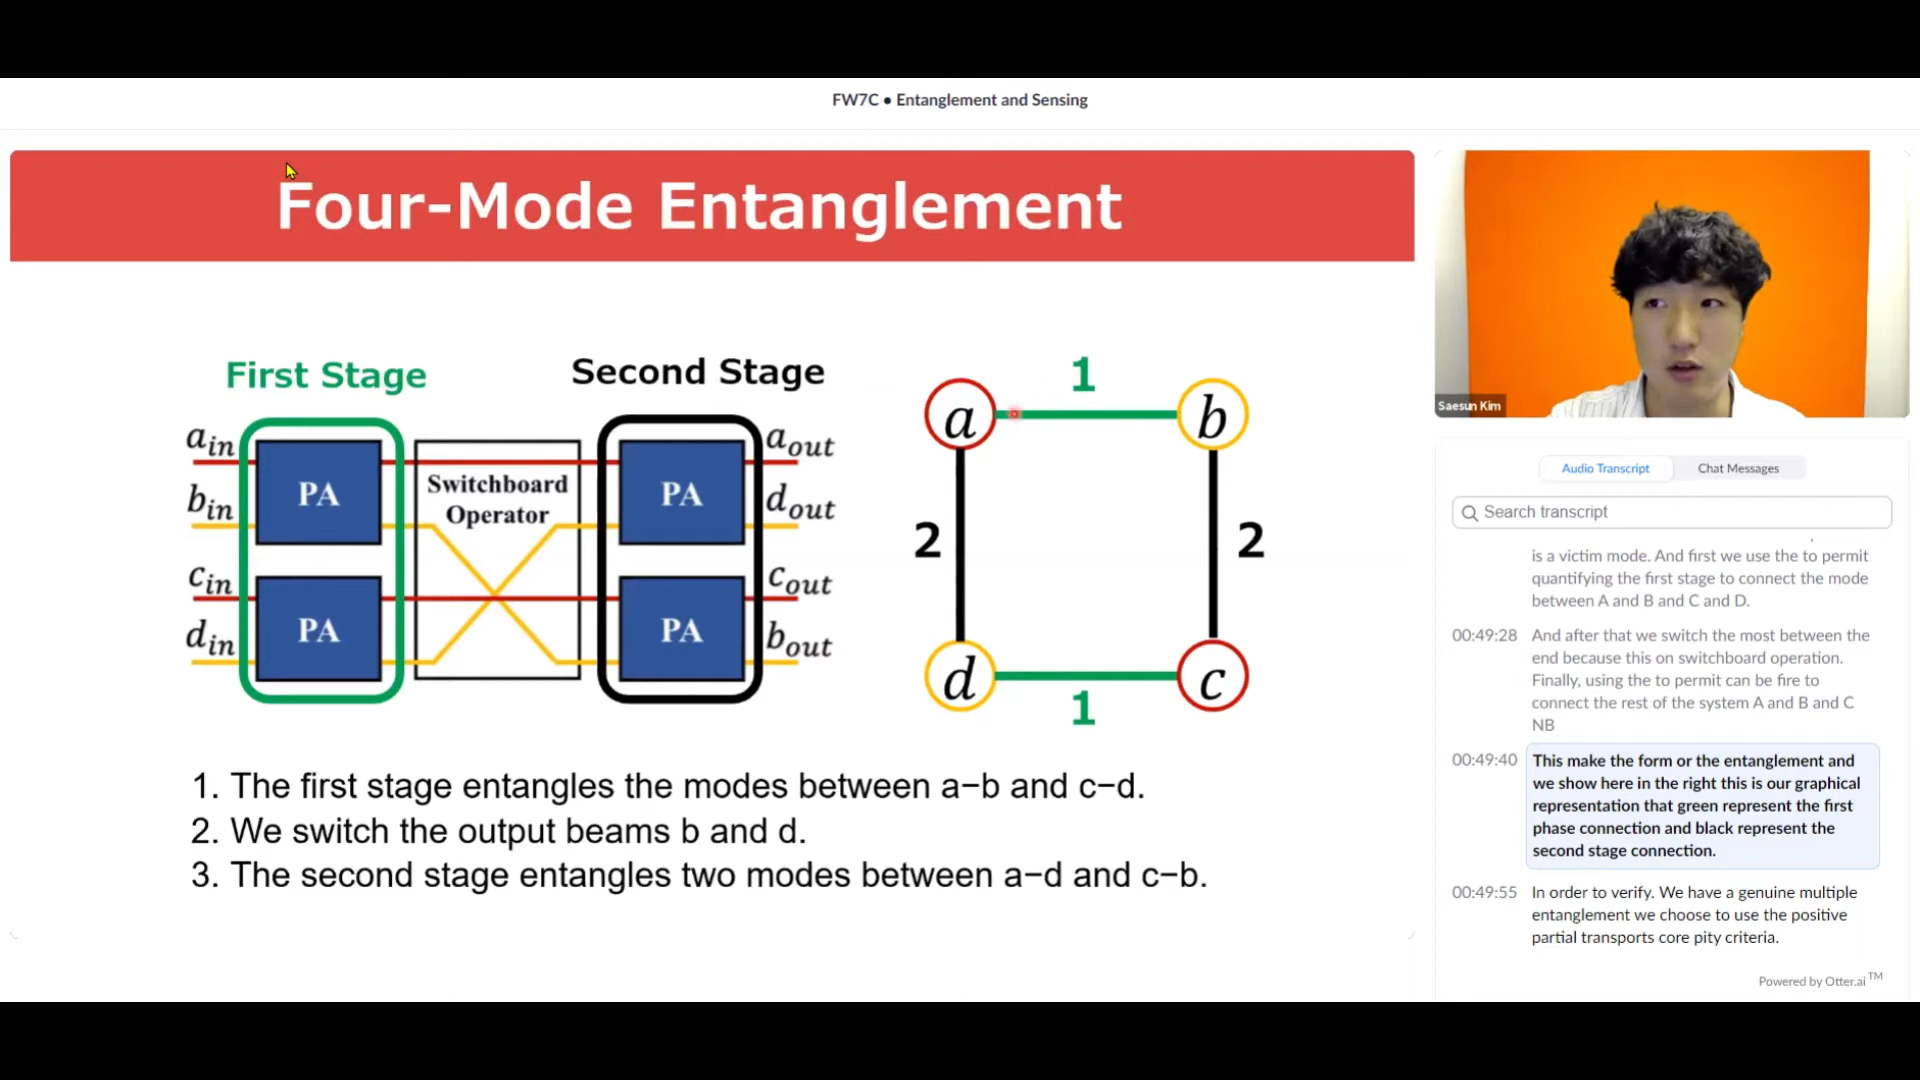 FW7C • Entanglement and Sensing
Four-Mode Entanglement
First Stage
Second Stage
a_in
b_in
c_in
d_in
PA
PA
Switchboard
Operator
PA
PA
a_out
d_out
c_out
b_out
1
a
b
2
2
d
c
1
1. The first stage entangles the modes between a−b and c−d.
2. We switch the output beams b and d.
3. The second stage entangles two modes between a−d and c−b.
Saesun Kim
Audio Transcript
Chat Messages
Search transcript
is a victim mode. And first we use the to permit
quantifying the first stage to connect the mode
between A and B and C and D.
00:49:28
And after that we switch the most between the
end because this on switchboard operation.
Finally, using the to permit can be fire to
connect the rest of the system A and B and C
NB
00:49:40
This make the form or the entanglement and
we show here in the right this is our graphical
representation that green represent the first
phase connection and black represent the
second stage connection.
00:49:55
In order to verify. We have a genuine multiple
entanglement we choose to use the positive
partial transports core pity criteria.
Powered by Otter.ai TM